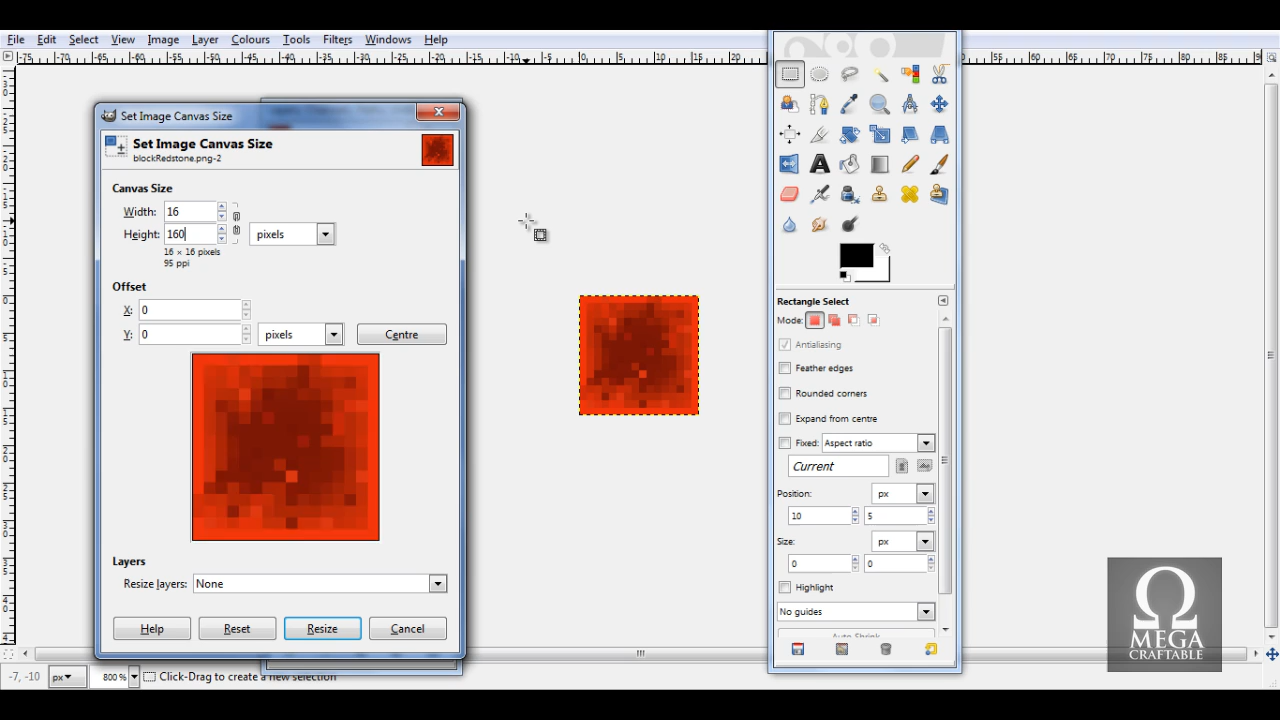 File Edit Select View Image Layer Colours Tools Filters Windows Help
Set Image Canvas Size
Set Image Canvas Size
blockRedstone.png-2
Canvas Size
Width: 16
Height: 160 pixels
16 × 16 pixels
95 ppi
Offset
X: 0
Y: 0 pixels Centre
Layers
Resize layers: None
Help Reset Resize Cancel
-7, -10 px 800 % Click-Drag to create a new selection
Rectangle Select
Mode:
Antialiasing
Feather edges
Rounded corners
Expand from centre
Fixed: Aspect ratio
Current
Position: px
10 5
Size: px
0 0
Highlight
No guides
Auto Shrink
MEGA
CRAFTABLE